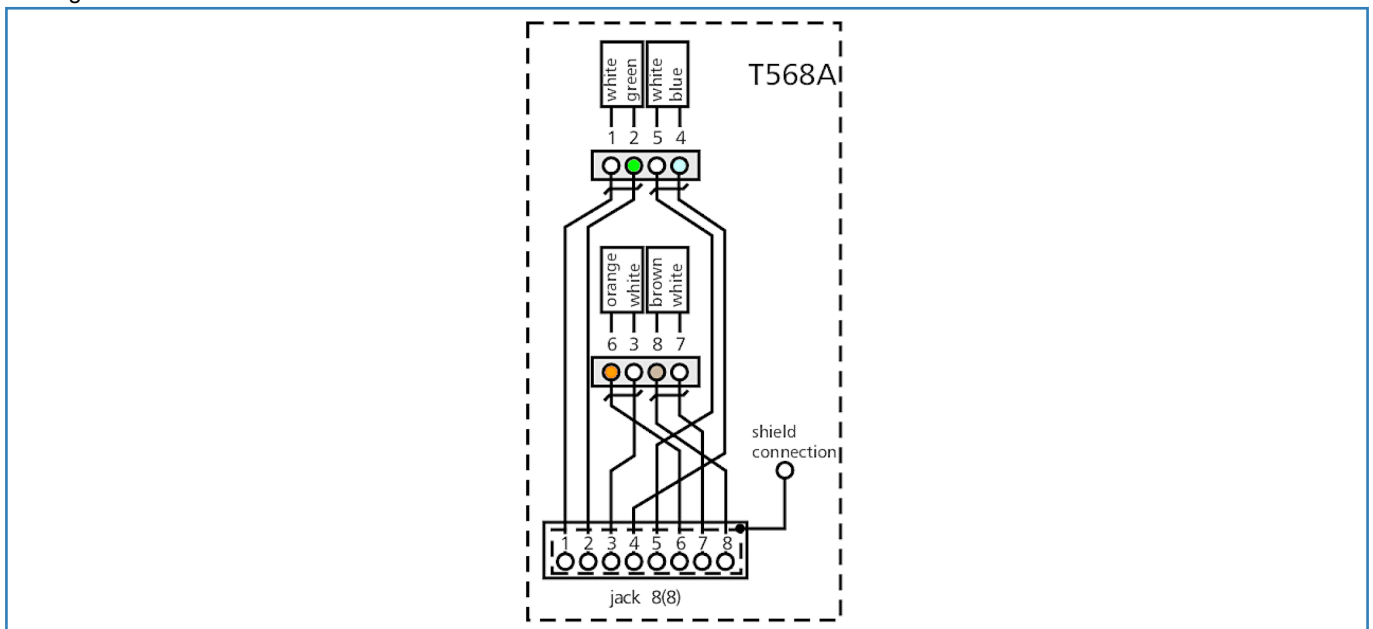 T568A
white green white blue
1 2 5 4
orange white brown white
6 3 8 7
shield
connection
1 2 3 4 5 6 7 8
jack 8(8)